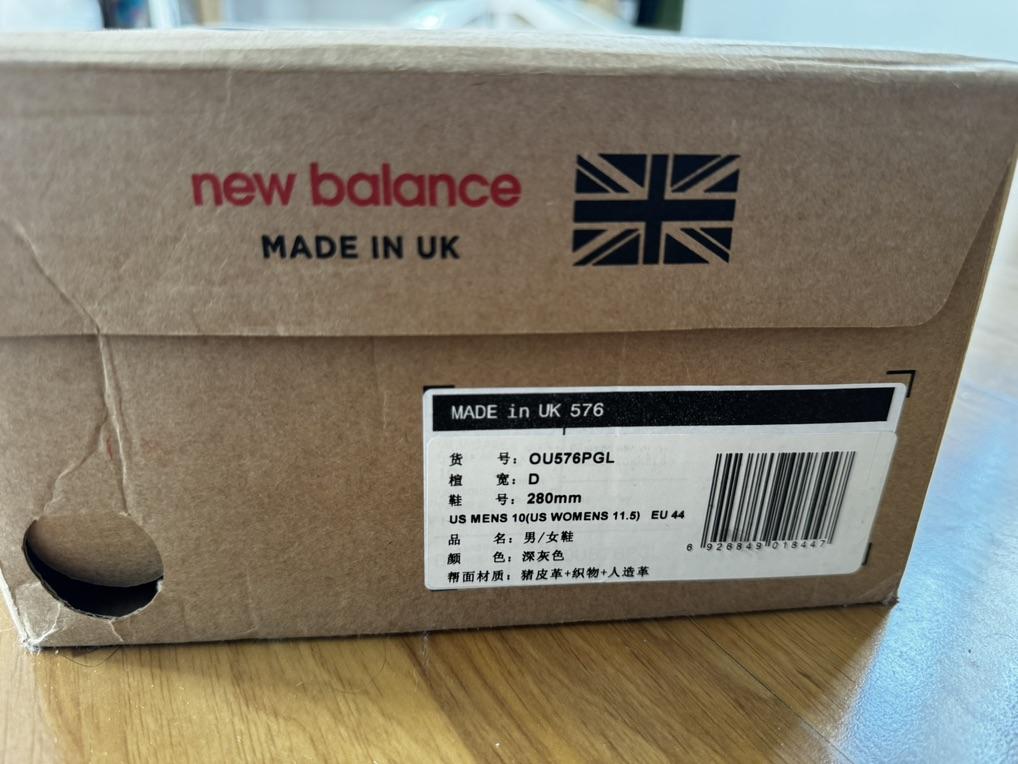 new balance
MADE IN UK
MADE in UK 576
货 号：OU576PGL
楦 宽：D
鞋 号：280mm
US MENS 10(US WOMENS 11.5) EU 44
品 名：男/女鞋
颜 色：深灰色
帮面材质：猪皮革+织物+人造革
6 926849 018447